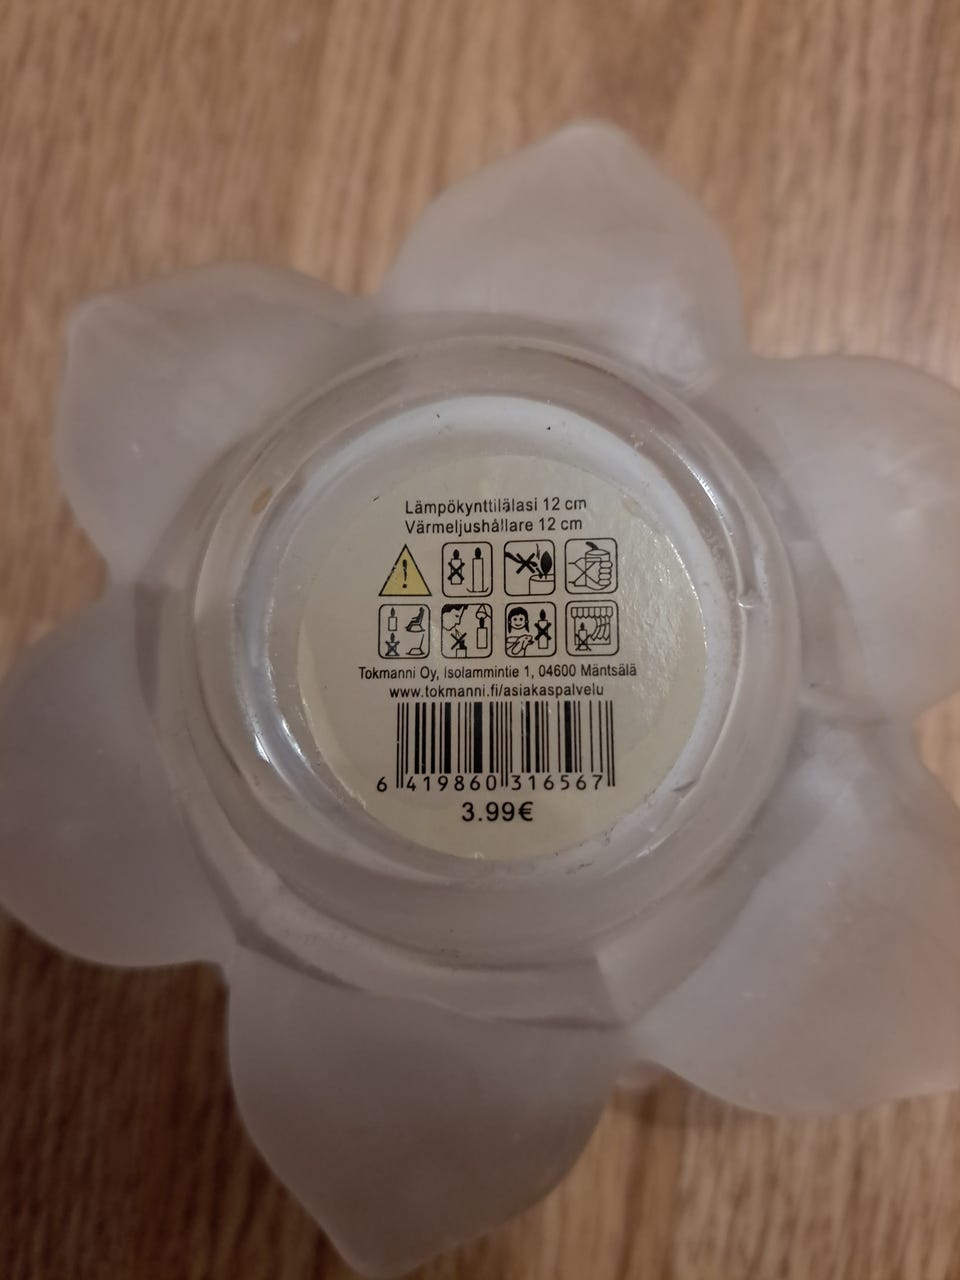 Lämpökynttilälasi 12 cm
Värmeljushållare 12 cm
Tokmanni Oy, Isolammintie 1, 04600 Mäntsälä
www.tokmanni.fi/asiakaspalvelu
6 419860 316567
3.99€